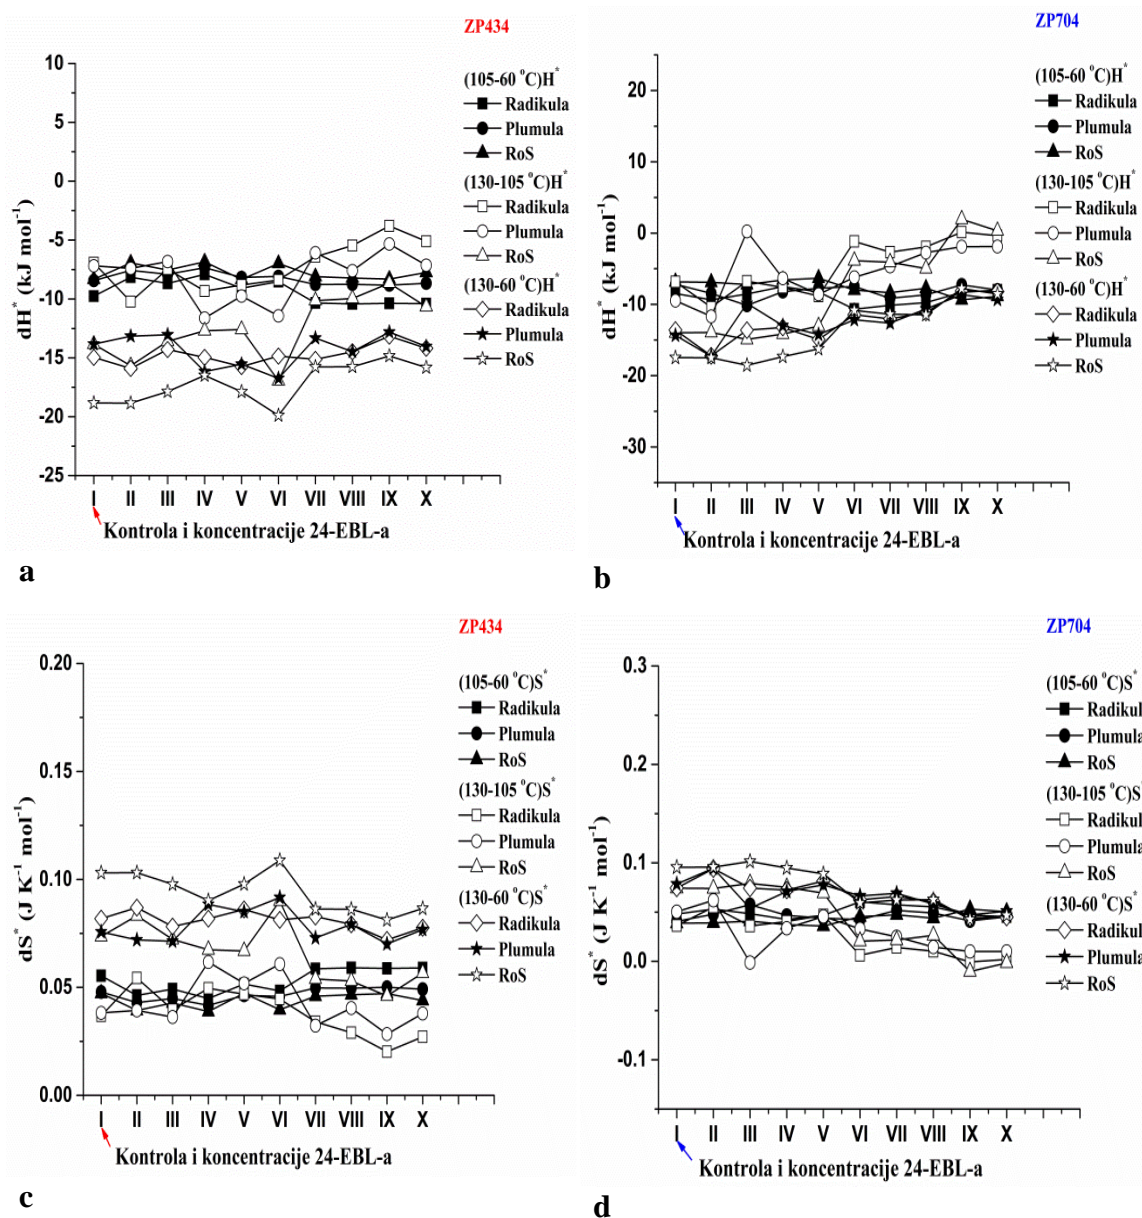 ZP434
10
5
0
-5
-10
-15
-20
-25
dH* (kJ mol-1)
(105-60 °C)H*
Radikula
Plumula
RoS
(130-105 °C)H*
Radikula
Plumula
RoS
(130-60 °C)H*
Radikula
Plumula
RoS
I II III IV V VI VII VIII IX X
Kontrola i koncentracije 24-EBL-a
a
ZP704
20
10
0
-10
-20
-30
dH* (kJ mol-1)
(105-60 °C)H*
Radikula
Plumula
RoS
(130-105 °C)H*
Radikula
Plumula
RoS
(130-60 °C)H*
Radikula
Plumula
RoS
I II III IV V VI VII VIII IX X
Kontrola i koncentracije 24-EBL-a
b
ZP434
0.20
0.15
0.10
0.05
0.00
dS* (J K-1 mol-1)
(105-60 °C)S*
Radikula
Plumula
RoS
(130-105 °C)S*
Radikula
Plumula
RoS
(130-60 °C)S*
Radikula
Plumula
RoS
I II III IV V VI VII VIII IX X
Kontrola i koncentracije 24-EBL-a
c
ZP704
0.3
0.2
0.1
0.0
-0.1
dS* (J K-1 mol-1)
(105-60 °C)S*
Radikul
Plumula
RoS
(130-105 °C)S*
Radikul
Plumula
RoS
(130-60 °C)S*
Radikul
Plumula
RoS
I II III IV V VI VII VIII IX X
Kontrola i koncentracije 24-EBL-a
d